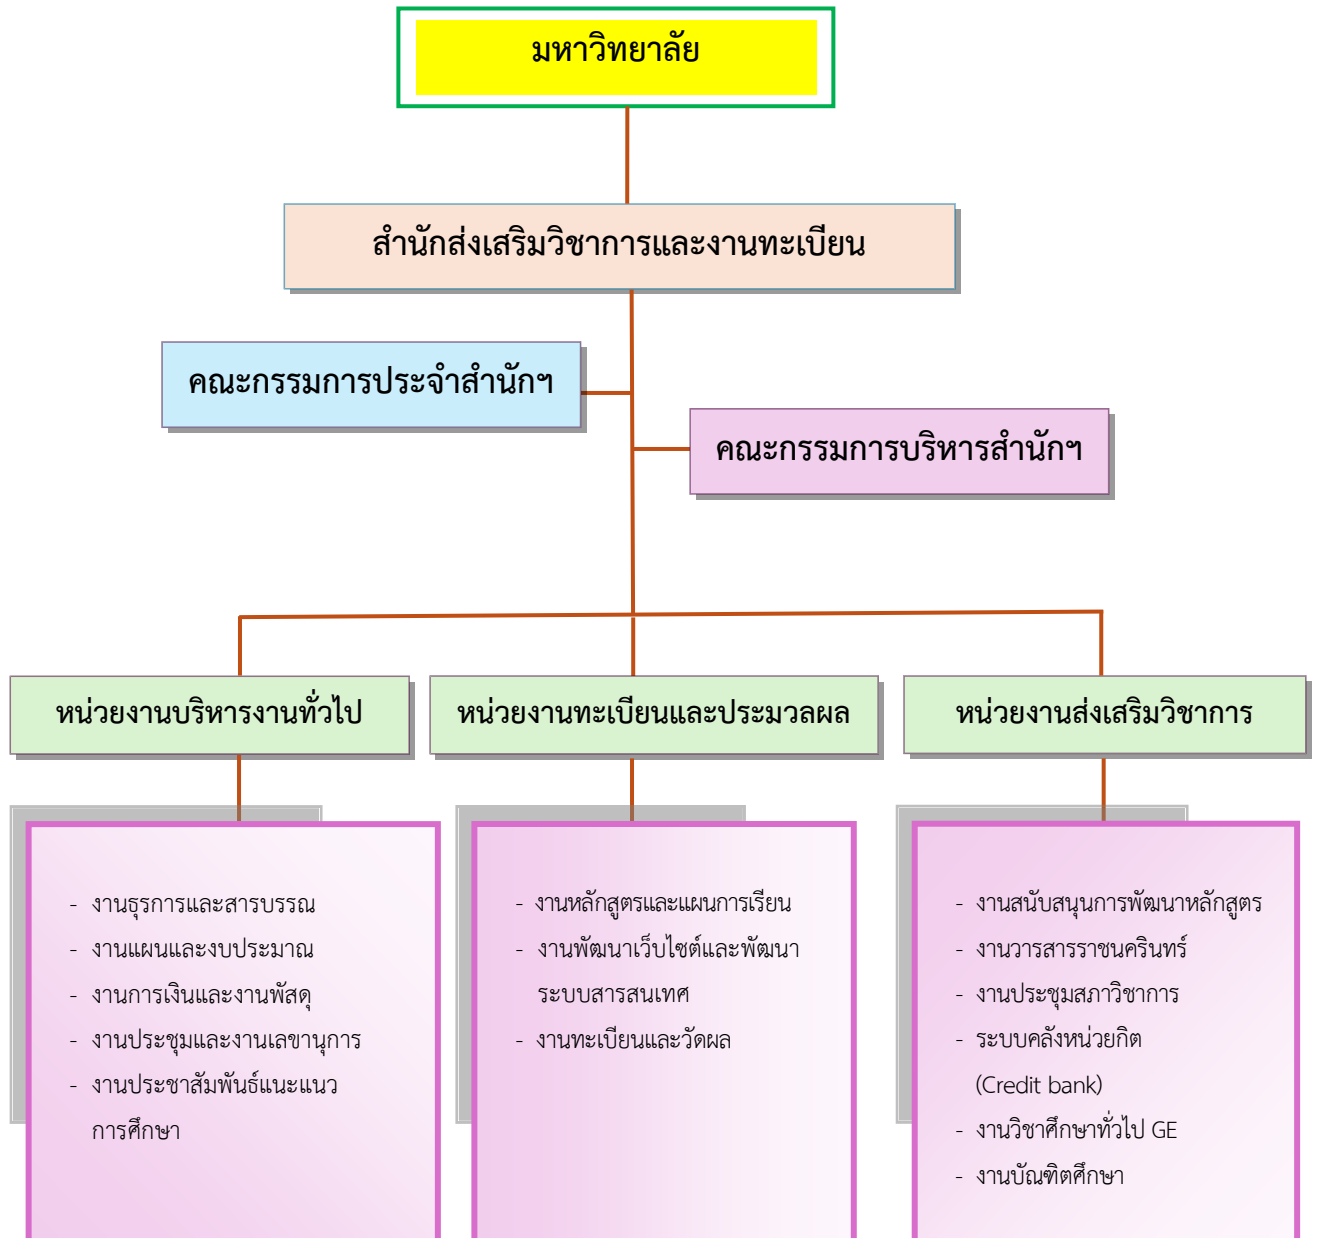 มหาวิทยาลัย
สำนักส่งเสริมวิชาการและงานทะเบียน
คณะกรรมการประจำสำนักฯ
คณะกรรมการบริหารสำนักฯ
หน่วยงานบริหารงานทั่วไป
หน่วยงานทะเบียนและประมวลผล
หน่วยงานส่งเสริมวิชาการ
- งานธุรการและสารบรรณ
- งานแผนและงบประมาณ
- งานการเงินและงานพัสดุ
- งานประชุมและงานเลขานุการ
- งานประชาสัมพันธ์แนะแนว
การศึกษา
- งานหลักสูตรและแผนการเรียน
- งานพัฒนาเว็บไซต์และพัฒนา
ระบบสารสนเทศ
- งานทะเบียนและวัดผล
- งานสนับสนุนการพัฒนาหลักสูตร
- งานวารสารราชนครินทร์
- งานประชุมสภาวิชาการ
- ระบบคลังหน่วยกิต
(Credit bank)
- งานวิชาศึกษาทั่วไป GE
- งานบัณฑิตศึกษา